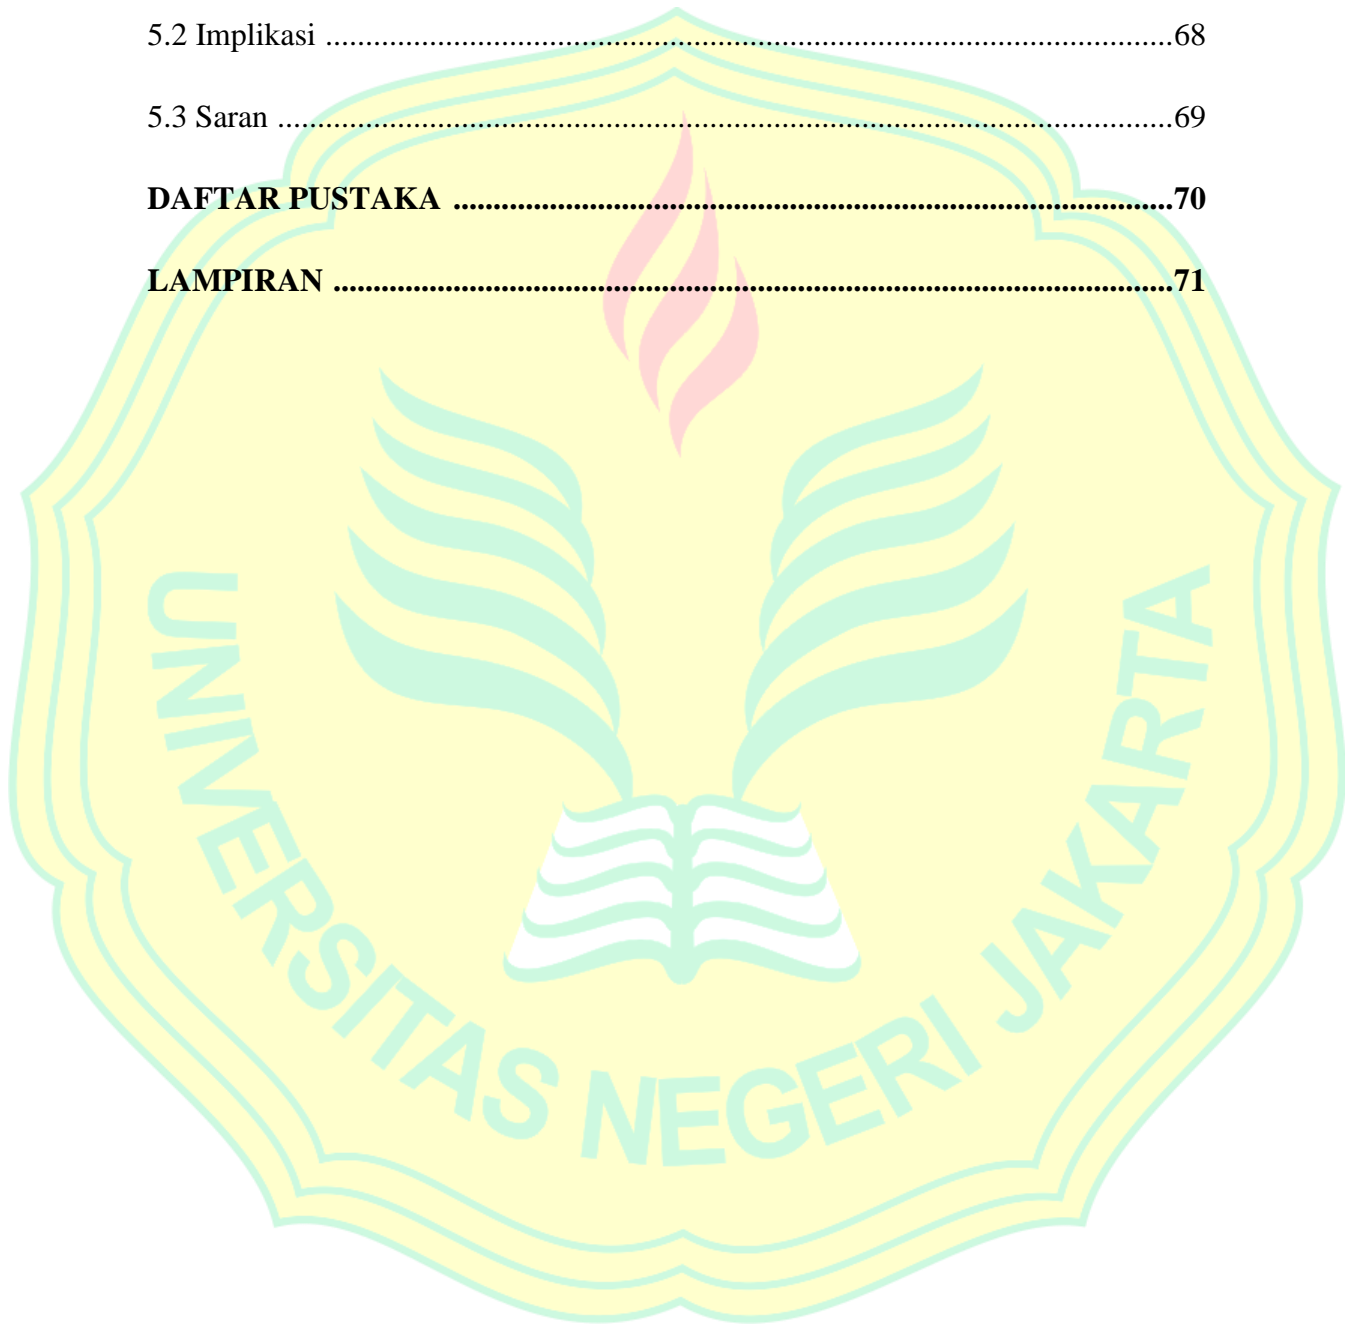 5.2 Implikasi ..........................................................................................................68
5.3 Saran ................................................................................................................69
DAFTAR PUSTAKA ...........................................................................................70
LAMPIRAN ..........................................................................................................71
UNIVERSITAS NEGERI JAKARTA